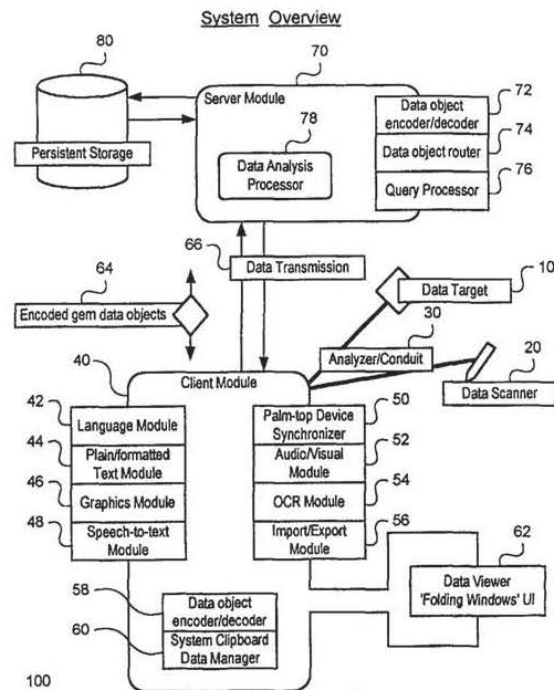 System Overview
80
70
Server Module
72
Data object
encoder/decoder
74
Data object router
76
Query Processor
78
Data Analysis
Processor
Persistent Storage
66
Data Transmission
64
Encoded gem data objects
10
Data Target
30
Analyzer/Conduit
20
Data Scanner
40
Client Module
42
Language Module
44
Plain/formatted
Text Module
46
Graphics Module
48
Speech-to-text
Module
50
Palm-top Device
Synchronizer
52
Audio/Visual
Module
54
OCR Module
56
Import/Export
Module
62
Data Viewer
'Folding Windows' UI
58
Data object
encoder/decoder
60
System Clipboard
Data Manager
100